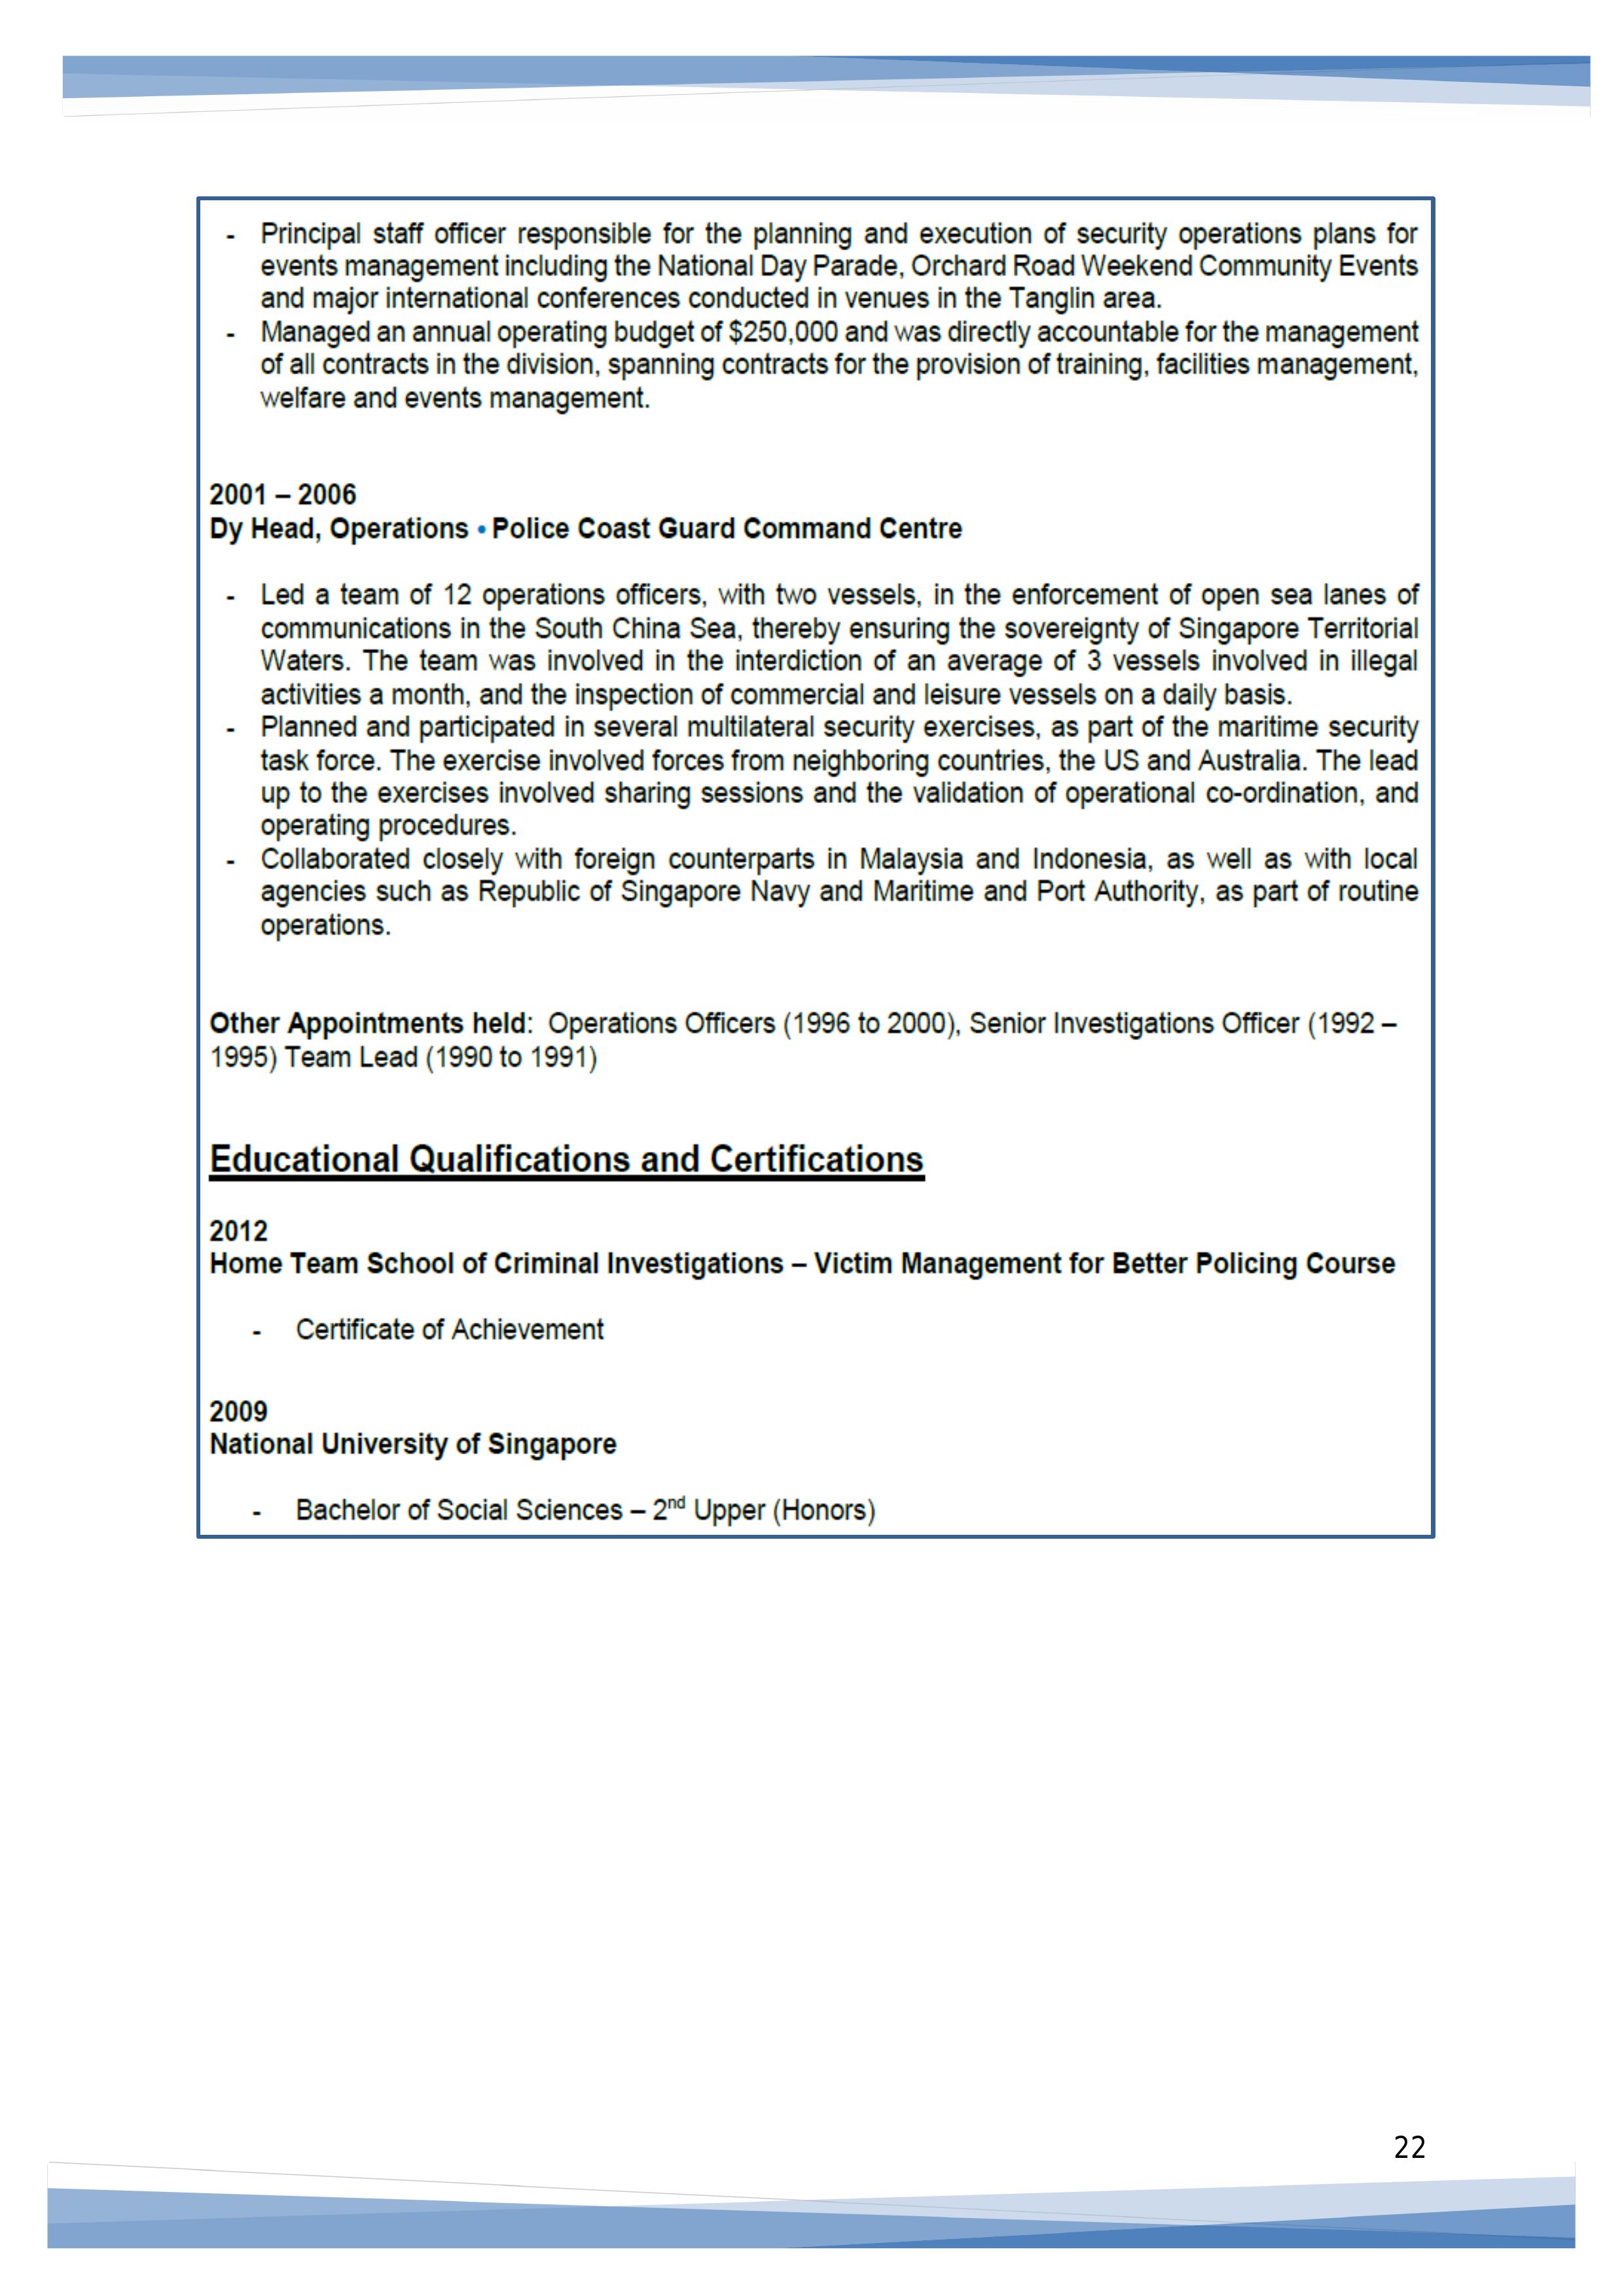 - Principal staff officer responsible for the planning and execution of security operations plans for
events management including the National Day Parade, Orchard Road Weekend Community Events
and major international conferences conducted in venues in the Tanglin area.
- Managed an annual operating budget of $250,000 and was directly accountable for the management
of all contracts in the division, spanning contracts for the provision of training, facilities management,
welfare and events management.
2001 – 2006
Dy Head, Operations • Police Coast Guard Command Centre
- Led a team of 12 operations officers, with two vessels, in the enforcement of open sea lanes of
communications in the South China Sea, thereby ensuring the sovereignty of Singapore Territorial
Waters. The team was involved in the interdiction of an average of 3 vessels involved in illegal
activities a month, and the inspection of commercial and leisure vessels on a daily basis.
- Planned and participated in several multilateral security exercises, as part of the maritime security
task force. The exercise involved forces from neighboring countries, the US and Australia. The lead
up to the exercises involved sharing sessions and the validation of operational co-ordination, and
operating procedures.
- Collaborated closely with foreign counterparts in Malaysia and Indonesia, as well as with local
agencies such as Republic of Singapore Navy and Maritime and Port Authority, as part of routine
operations.
Other Appointments held: Operations Officers (1996 to 2000), Senior Investigations Officer (1992 –
1995) Team Lead (1990 to 1991)
Educational Qualifications and Certifications
2012
Home Team School of Criminal Investigations – Victim Management for Better Policing Course
- Certificate of Achievement
2009
National University of Singapore
- Bachelor of Social Sciences – 2nd Upper (Honors)
22